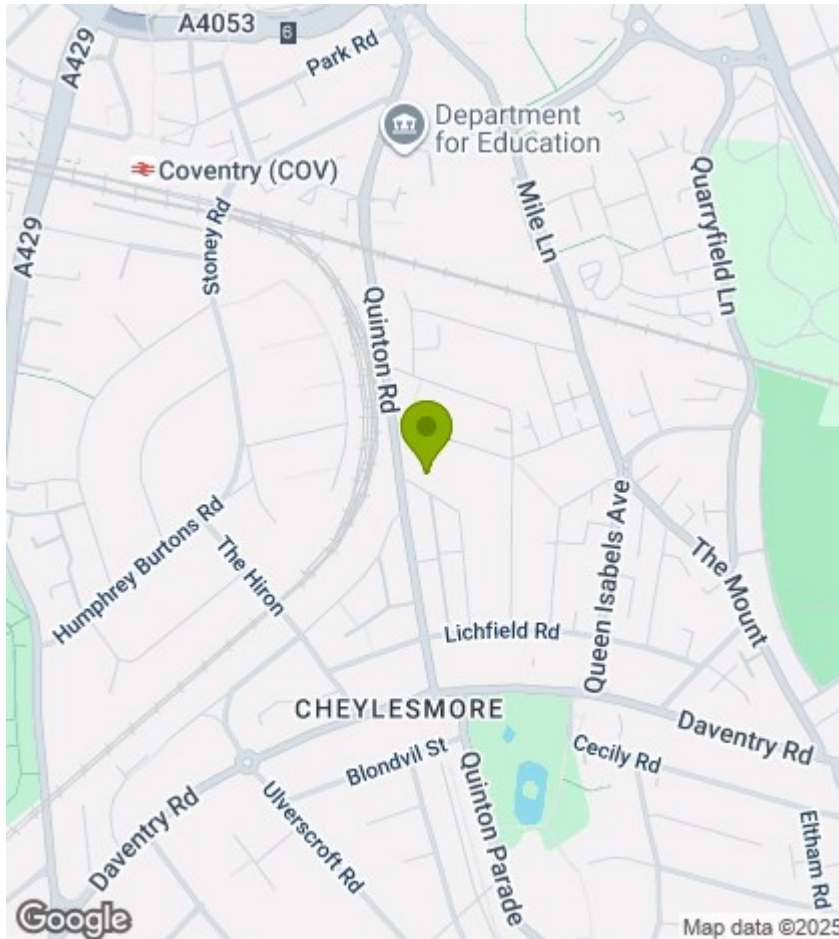 A4053
6
A429
Park Rd
Department
for Education
Coventry (COV)
Mile Ln
Quarryfield Ln
Stoney Rd
A429
Quinton Rd
Humphrey Burtons Rd
The Hiron
Queen Isabels Ave
The Mount
Lichfield Rd
CHEYLESMORE
Daventry Rd
Blondvil St
Cecily Rd
Daventry Rd
Ulverscroft Rd
Quinton Parade
Eltham Rd
Google
Map data ©2025